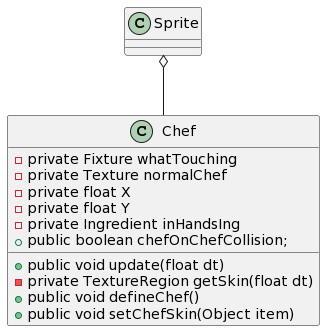 C Sprite
C Chef
private Fixture whatTouching
private Texture normalChef
private float X
private float Y
private Ingredient inHandsIng
public boolean chefOnChefCollision;
public void update(float dt)
private TextureRegion getSkin(float dt)
public void defineChef()
public void setChefSkin(Object item)